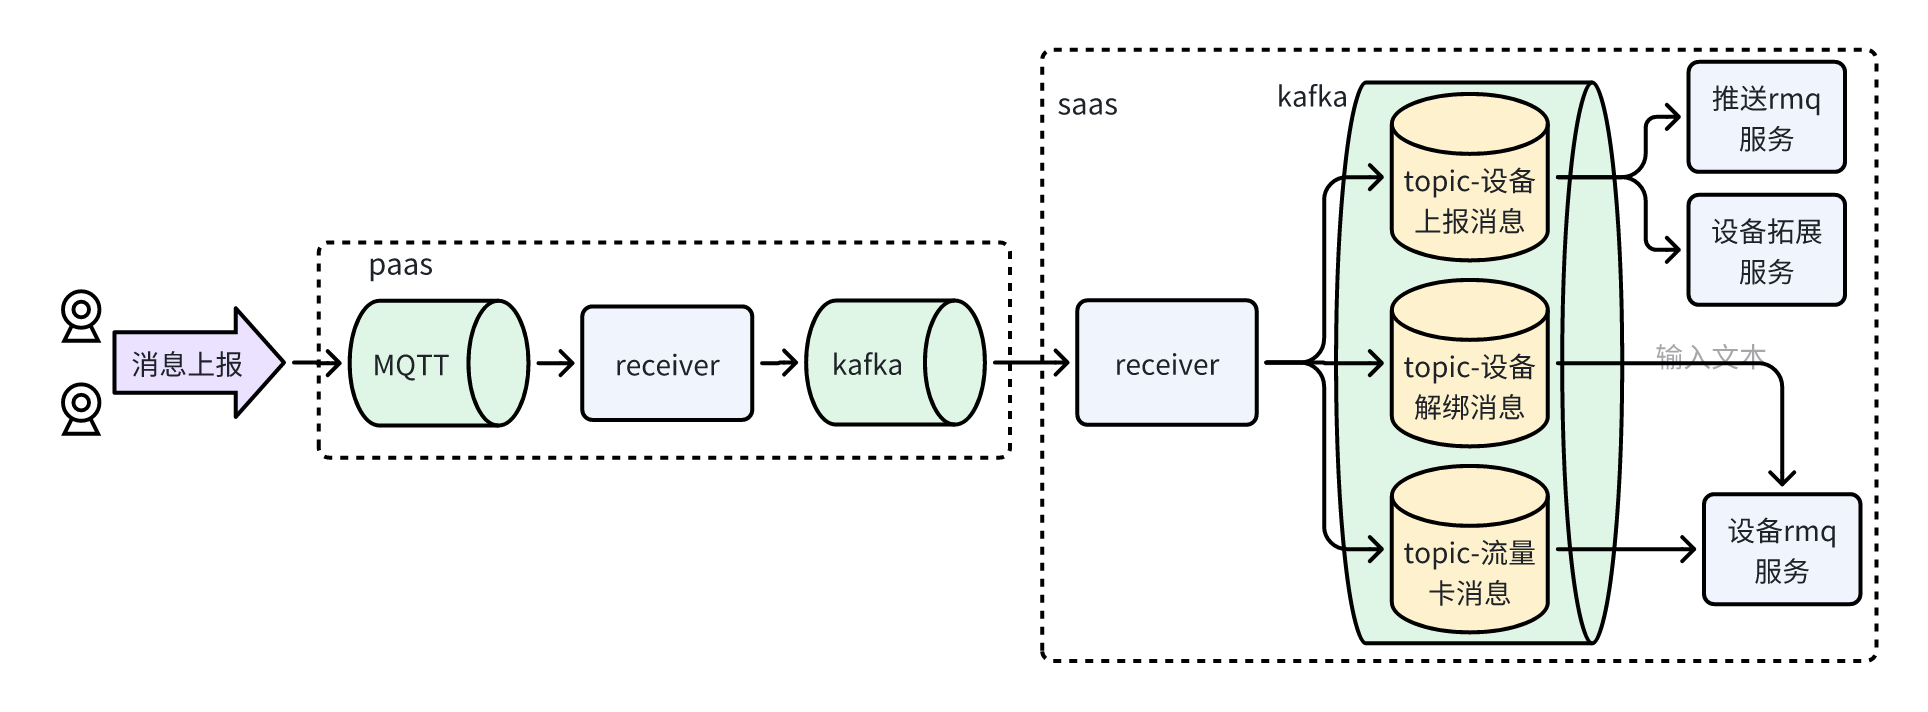 消息上报
paas
MQTT
receiver
kafka
saas
receiver
kafka
topic-设备
上报消息
topic-设备
解绑消息
topic-流量
卡消息
推送rmq
服务
设备拓展
服务
输入文本
设备rmq
服务